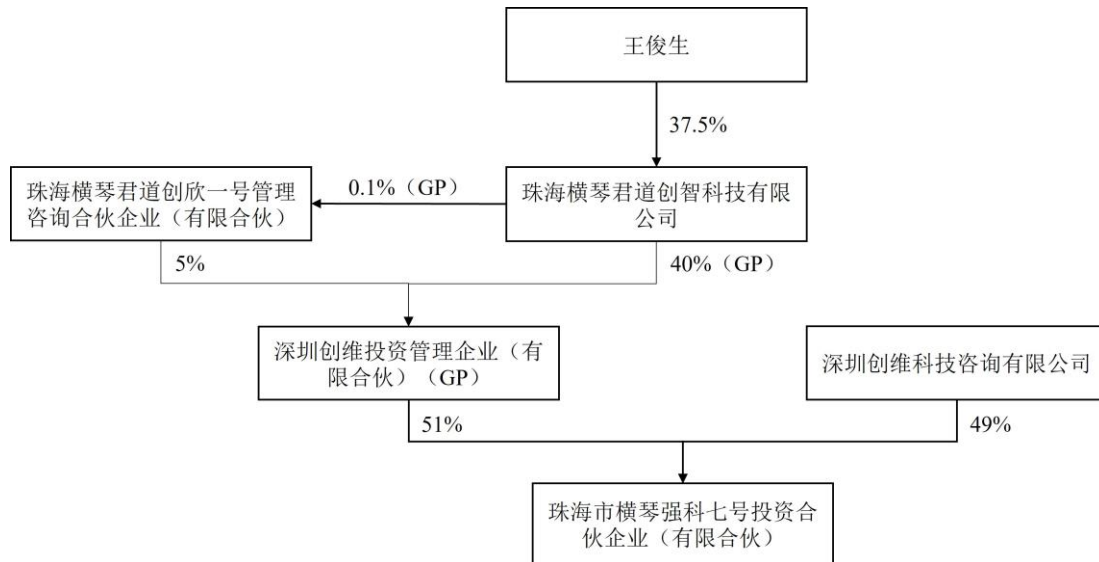 王俊生
37.5%
珠海横琴君道创欣一号管理
咨询合伙企业（有限合伙）
0.1%（GP）
珠海横琴君道创智科技有限
公司
5%
40%（GP）
深圳创维投资管理企业（有
限合伙）（GP）
深圳创维科技咨询有限公司
51%
49%
珠海市横琴强科七号投资合
伙企业（有限合伙）